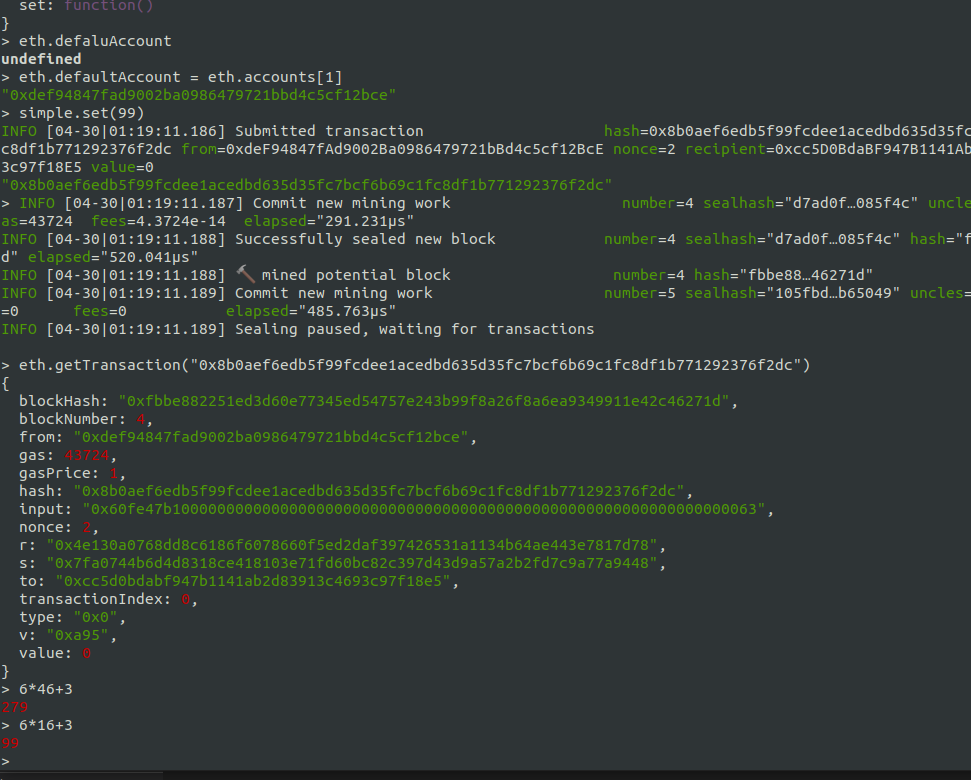 set: function()
}
> eth.defaluAccount
undefined
> eth.defaultAccount = eth.accounts[1]
"0xdef94847fad9002ba0986479721bbd4c5cf12bce"
> simple.set(99)
INFO [04-30|01:19:11.186] Submitted transaction hash=0x8b0aef6edb5f99fcdee1acedbd635d35fc
c8df1b771292376f2dc from=0xdeF94847fAd9002Ba0986479721bBd4c5cf12BcE nonce=2 recipient=0xcc5D0BdaBF947B1141Ab
3c97f18E5 value=0
"0x8b0aef6edb5f99fcdee1acedbd635d35fc7bcf6b69c1fc8df1b771292376f2dc"
> INFO [04-30|01:19:11.187] Commit new mining work number=4 sealhash="d7ad0f…085f4c" uncle
as=43724 fees=4.3724e-14 elapsed="291.231µs"
INFO [04-30|01:19:11.188] Successfully sealed new block number=4 sealhash="d7ad0f…085f4c" hash="f
d" elapsed="520.041µs"
INFO [04-30|01:19:11.188] 🔨 mined potential block number=4 hash="fbbe88…46271d"
INFO [04-30|01:19:11.189] Commit new mining work number=5 sealhash="105fbd…b65049" uncles=
=0 fees=0 elapsed="485.763µs"
INFO [04-30|01:19:11.189] Sealing paused, waiting for transactions
> eth.getTransaction("0x8b0aef6edb5f99fcdee1acedbd635d35fc7bcf6b69c1fc8df1b771292376f2dc")
{
blockHash: "0xfbbe882251ed3d60e77345ed54757e243b99f8a26f8a6ea9349911e42c46271d",
blockNumber: 4,
from: "0xdef94847fad9002ba0986479721bbd4c5cf12bce",
gas: 43724,
gasPrice: 1,
hash: "0x8b0aef6edb5f99fcdee1acedbd635d35fc7bcf6b69c1fc8df1b771292376f2dc",
input: "0x60fe47b10000000000000000000000000000000000000000000000000000000000000063",
nonce: 2,
r: "0x4e130a0768dd8c6186f6078660f5ed2daf397426531a1134b64ae443e7817d78",
s: "0x7fa0744b6d4d8318ce418103e71fd60bc82c397d43d9a57a2b2fd7c9a77a9448",
to: "0xcc5d0bdabf947b1141ab2d83913c4693c97f18e5",
transactionIndex: 0,
type: "0x0",
v: "0xa95",
value: 0
}
> 6*46+3
279
> 6*16+3
99
>